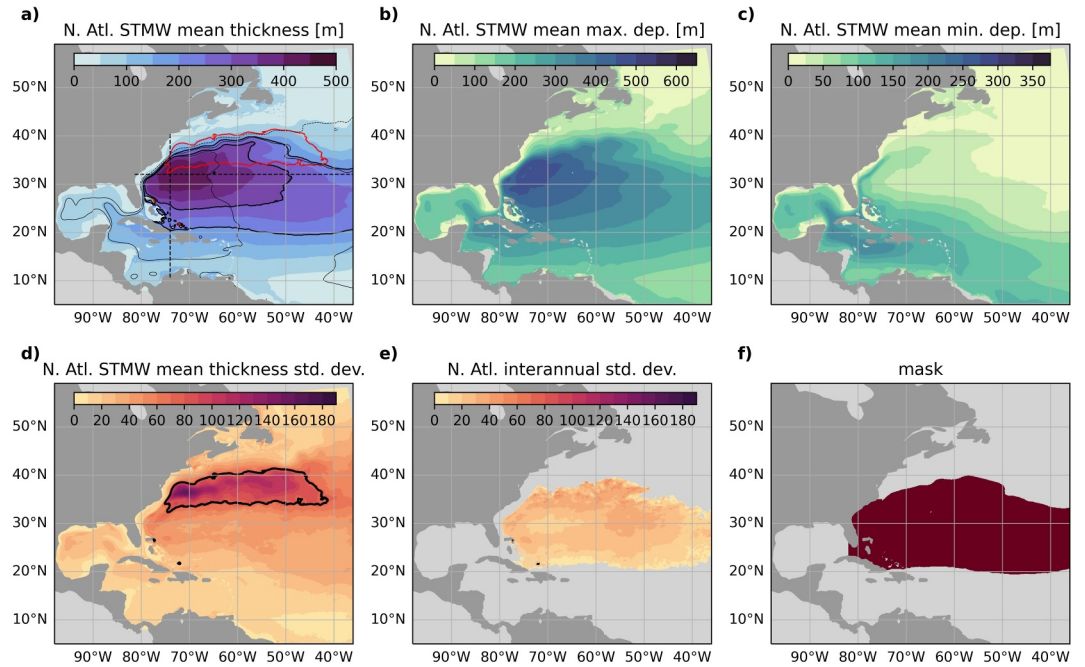 a) b) c)
N. Atl. STMW mean thickness [m] N. Atl. STMW mean max. dep. [m] N. Atl. STMW mean min. dep. [m]
0 100 200 300 400 500 0 100 200 300 400 500 600 0 50 100 150 200 250 300 350
50°N 50°N 50°N
40°N 40°N 40°N
30°N 30°N 30°N
20°N 20°N 20°N
10°N 10°N 10°N
90°W 80°W 70°W 60°W 50°W 40°W 90°W 80°W 70°W 60°W 50°W 40°W 90°W 80°W 70°W 60°W 50°W 40°W
d) e) f)
N. Atl. STMW mean thickness std. dev. N. Atl. interannual std. dev. mask
0 20 40 60 80 100 120 140 160 180 0 20 40 60 80 100 120 140 160 180
50°N 50°N 50°N
40°N 40°N 40°N
30°N 30°N 30°N
20°N 20°N 20°N
10°N 10°N 10°N
90°W 80°W 70°W 60°W 50°W 40°W 90°W 80°W 70°W 60°W 50°W 40°W 90°W 80°W 70°W 60°W 50°W 40°W